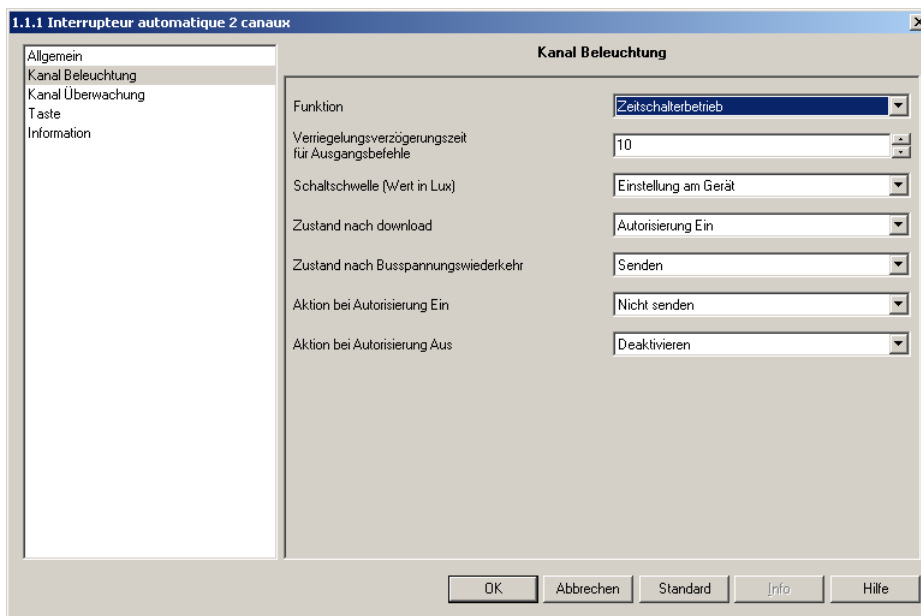 1.1.1 Interrupteur automatique 2 canaux
Allgemein
Kanal Beleuchtung
Kanal Überwachung
Taste
Information
Kanal Beleuchtung
Funktion
Zeitschalterbetrieb
Verriegelungsverzögerungszeit
für Ausgangsbefehle
10
Schaltschwelle (Wert in Lux)
Einstellung am Gerät
Zustand nach download
Autorisierung Ein
Zustand nach Busspannungswiederkehr
Senden
Aktion bei Autorisierung Ein
Nicht senden
Aktion bei Autorisierung Aus
Deaktivieren
OK
Abbrechen
Standard
Info
Hilfe